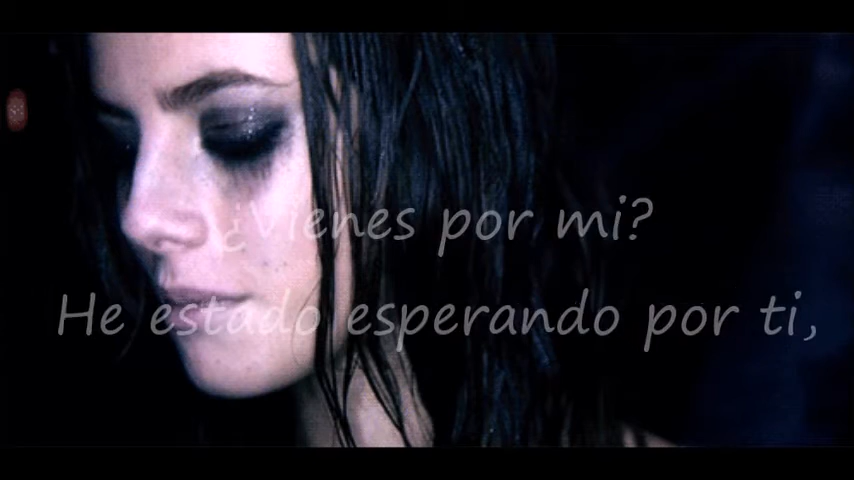 ¿Vienes por mi?
He estado esperando por ti,